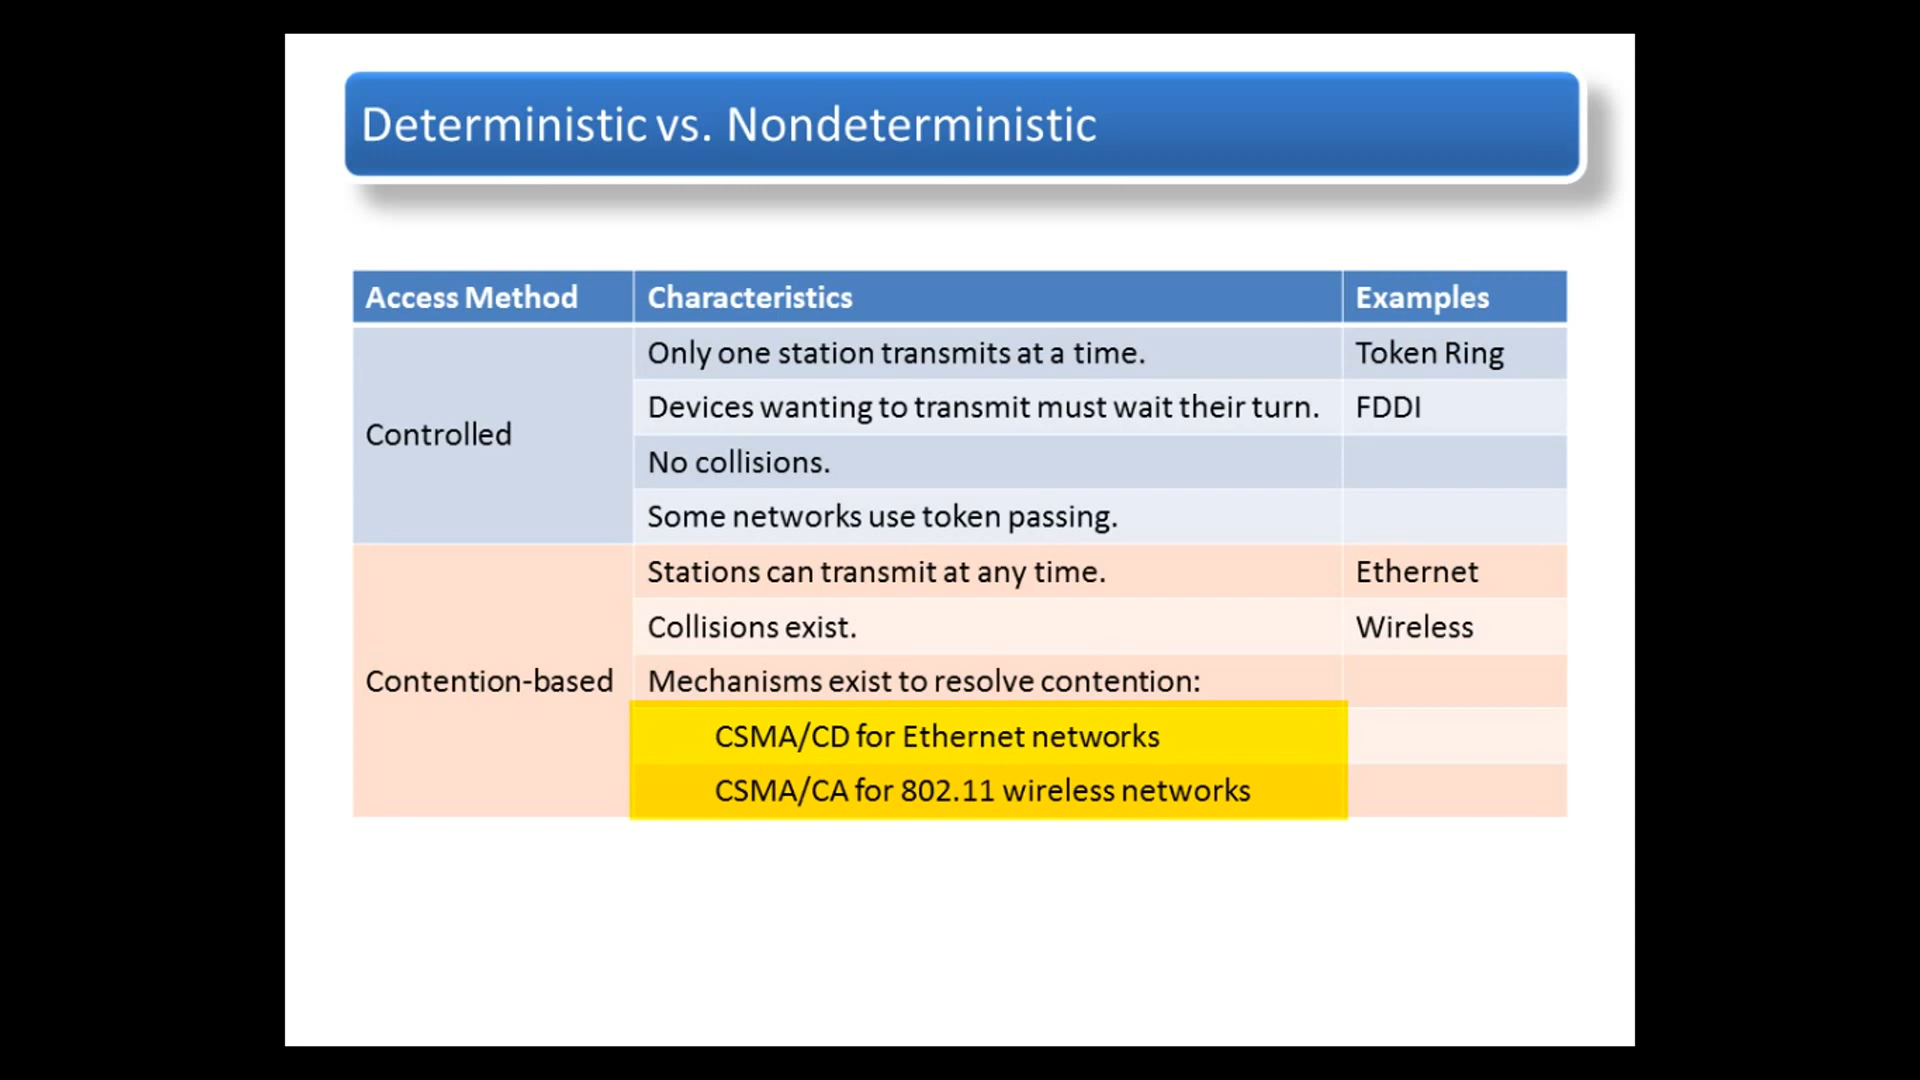 Deterministic vs. Nondeterministic
Access Method Characteristics Examples
Controlled
Only one station transmits at a time. Token Ring
Devices wanting to transmit must wait their turn. FDDI
No collisions.
Some networks use token passing.
Contention-based
Stations can transmit at any time. Ethernet
Collisions exist. Wireless
Mechanisms exist to resolve contention:
CSMA/CD for Ethernet networks
CSMA/CA for 802.11 wireless networks